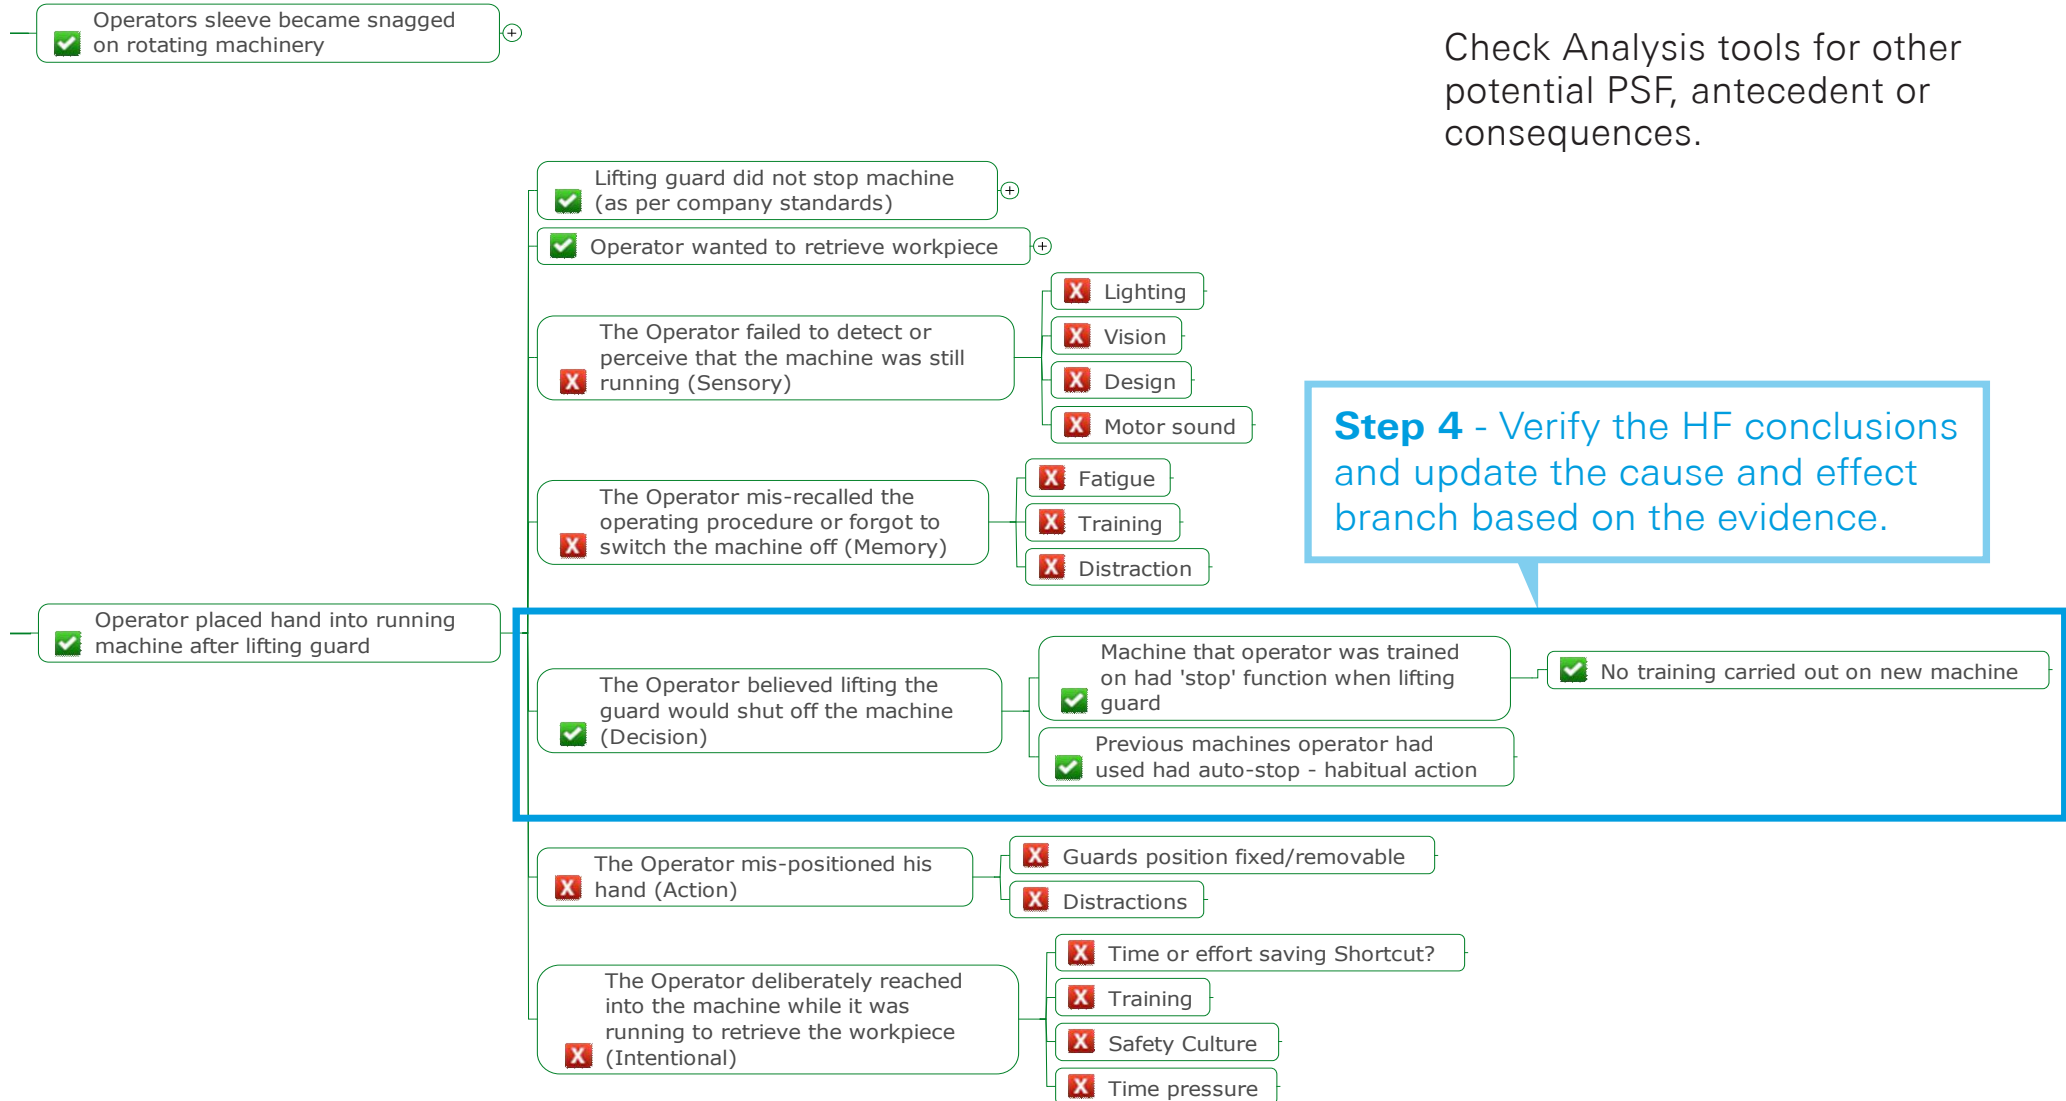 Operators sleeve became snagged
on rotating machinery
Check Analysis tools for other
potential PSF, antecedent or
consequences.
Lifting guard did not stop machine
(as per company standards)
Operator wanted to retrieve workpiece
The Operator failed to detect or
perceive that the machine was still
running (Sensory)
Lighting
Vision
Design
Motor sound
Step 4 - Verify the HF conclusions
and update the cause and effect
branch based on the evidence.
The Operator mis-recalled the
operating procedure or forgot to
switch the machine off (Memory)
Fatigue
Training
Distraction
Operator placed hand into running
machine after lifting guard
The Operator believed lifting the
guard would shut off the machine
(Decision)
Machine that operator was trained
on had 'stop' function when lifting
guard
No training carried out on new machine
Previous machines operator had
used had auto-stop - habitual action
The Operator mis-positioned his
hand (Action)
Guards position fixed/removable
Distractions
The Operator deliberately reached
into the machine while it was
running to retrieve the workpiece
(Intentional)
Time or effort saving Shortcut?
Training
Safety Culture
Time pressure